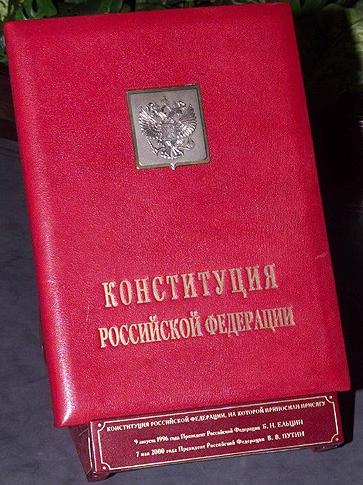 КОНСТИТУЦИЯ
РОССИЙСКОЙ ФЕДЕРАЦИИ
КОНСТИТУЦИЯ РОССИЙСКОЙ ФЕДЕРАЦИИ, НА КОТОРОЙ ПРИНОСИЛИ ПРИСЯГУ
9 августа 1996 года Президент Российской Федерации Б. Н. ЕЛЬЦИН
7 мая 2000 года Президент Российской Федерации В. В. ПУТИН